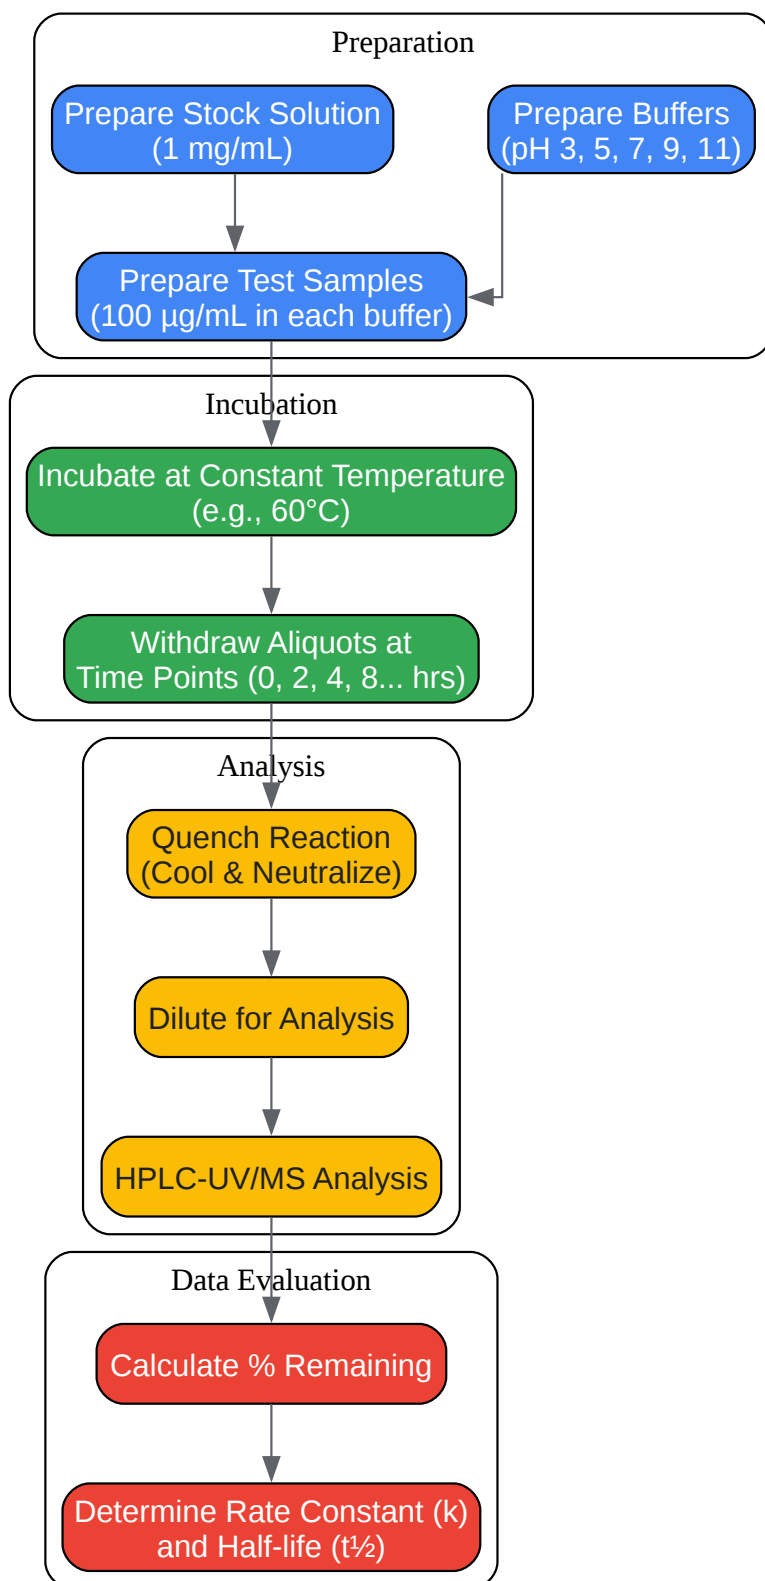 Preparation
Prepare Stock Solution
(1 mg/mL)
Prepare Buffers
(pH 3, 5, 7, 9, 11)
Prepare Test Samples
(100 µg/mL in each buffer)
Incubation
Incubate at Constant Temperature
(e.g., 60°C)
Withdraw Aliquots at
Time Points (0, 2, 4, 8... hrs)
Analysis
Quench Reaction
(Cool & Neutralize)
Dilute for Analysis
HPLC-UV/MS Analysis
Data Evaluation
Calculate % Remaining
Determine Rate Constant (k)
and Half-life (t½)